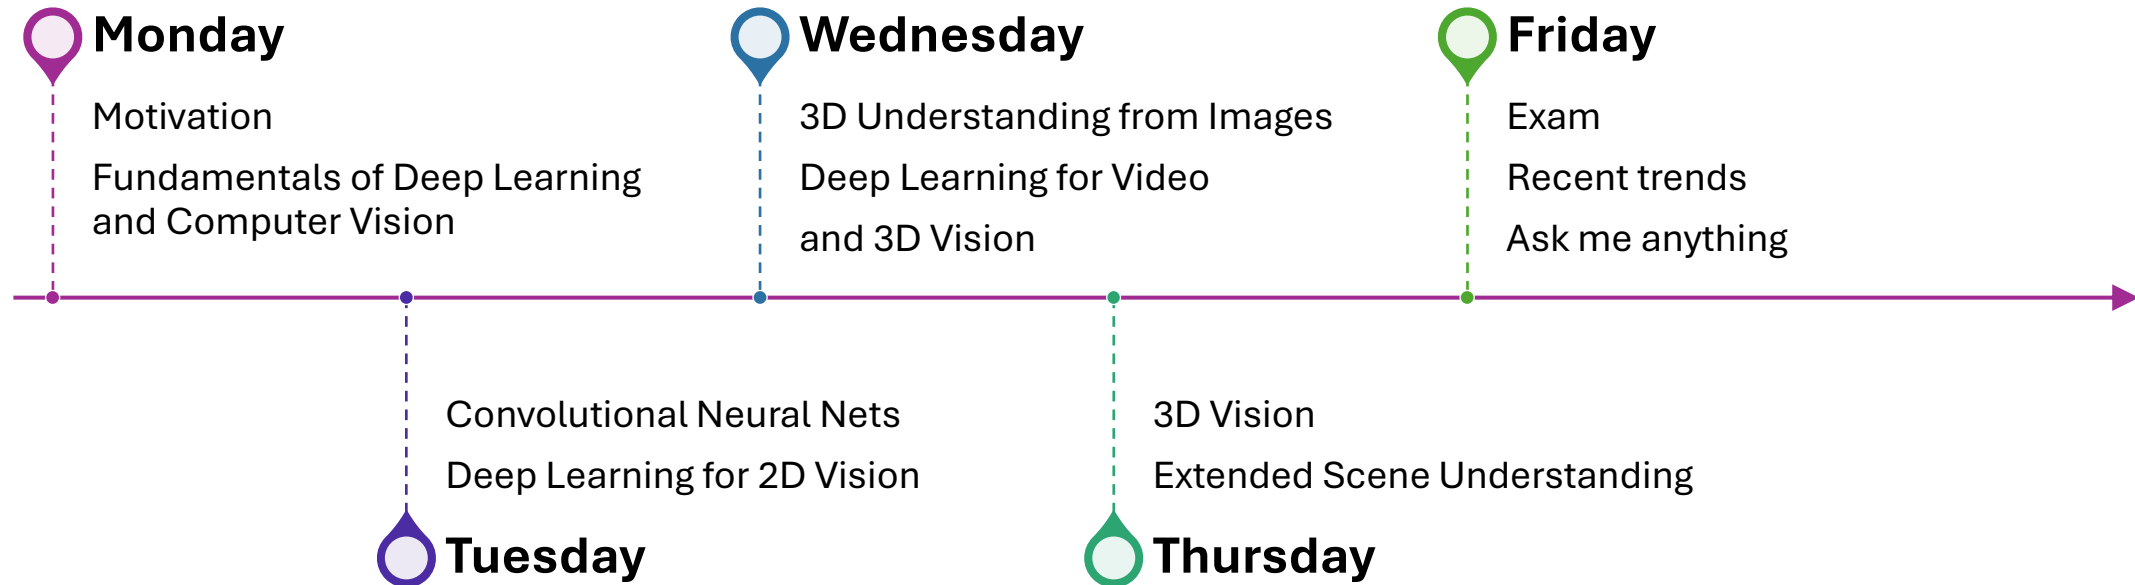 Monday
Motivation
Fundamentals of Deep Learning
and Computer Vision
Tuesday
Convolutional Neural Nets
Deep Learning for 2D Vision
Wednesday
3D Understanding from Images
Deep Learning for Video
and 3D Vision
Thursday
3D Vision
Extended Scene Understanding
Friday
Exam
Recent trends
Ask me anything